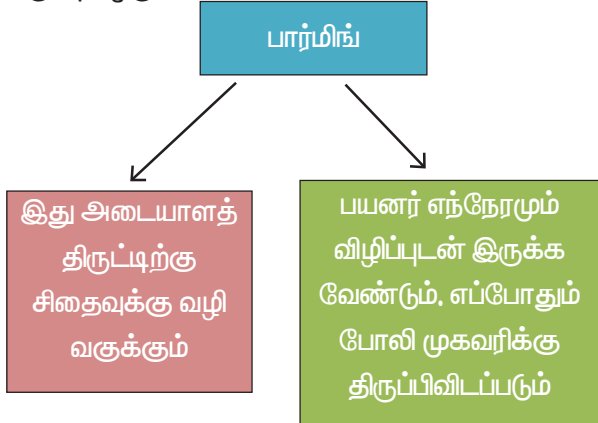 பார்மிங்
இது அடையாளத்
திருட்டிற்கு
சிதைவுக்கு வழி
வகுக்கும்
பயனர் எந்நேரமும்
விழிப்புடன் இருக்க
வேண்டும், எப்போதும்
போலி முகவரிக்கு
திருப்பிவிடப்படும்